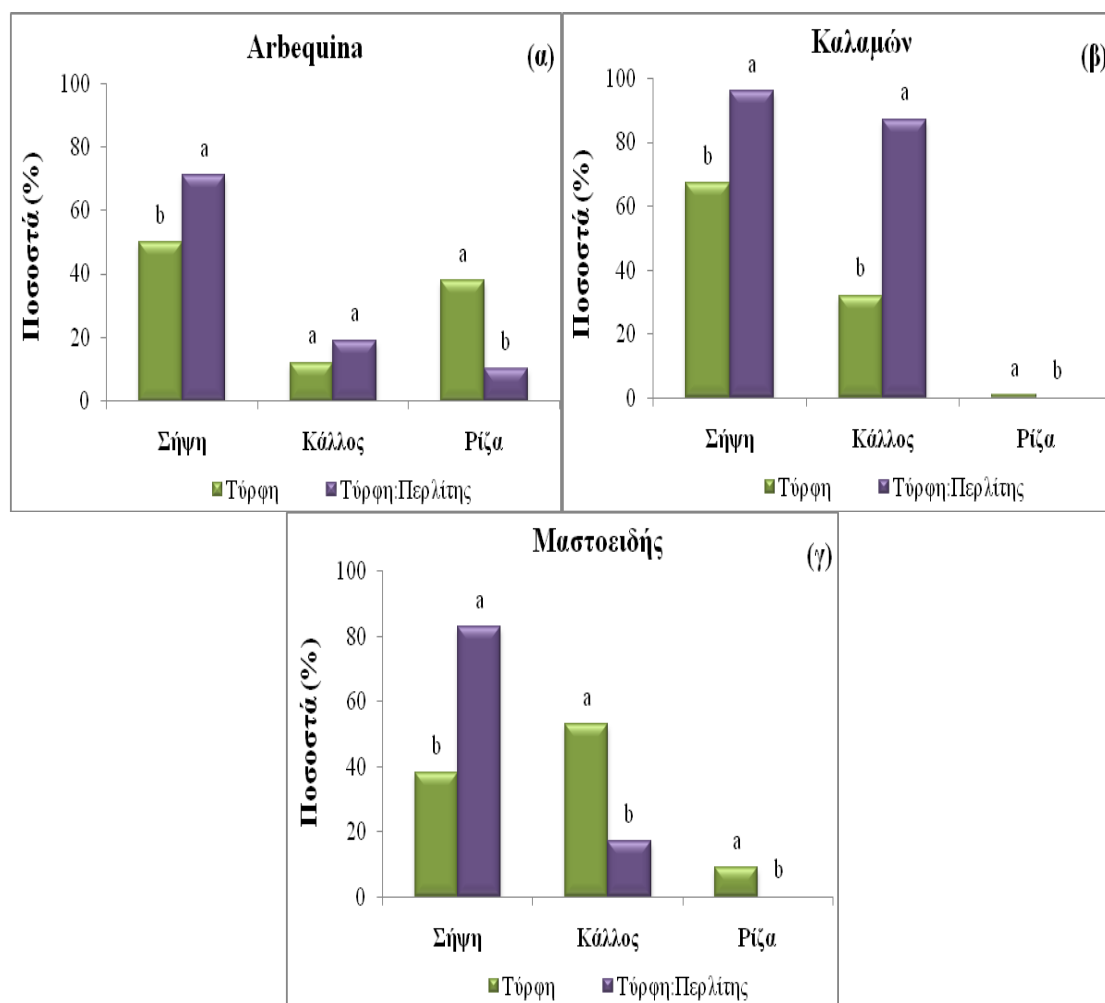 Arbequina
(α)
Ποσοστά (%)
100
80
60
40
20
0
b
a
a
a
a
b
Σήψη
Κάλλος
Ρίζα
Τύρφη
Τύρφη:Περλίτης
Καλαμών
(β)
Ποσοστά (%)
100
80
60
40
20
0
b
a
b
a
a
b
Σήψη
Κάλλος
Ρίζα
Τύρφη
Τύρφη:Περλίτης
Μαστοειδής
(γ)
Ποσοστά (%)
100
80
60
40
20
0
b
a
a
b
a
b
Σήψη
Κάλλος
Ρίζα
Τύρφη
Τύρφη:Περλίτης